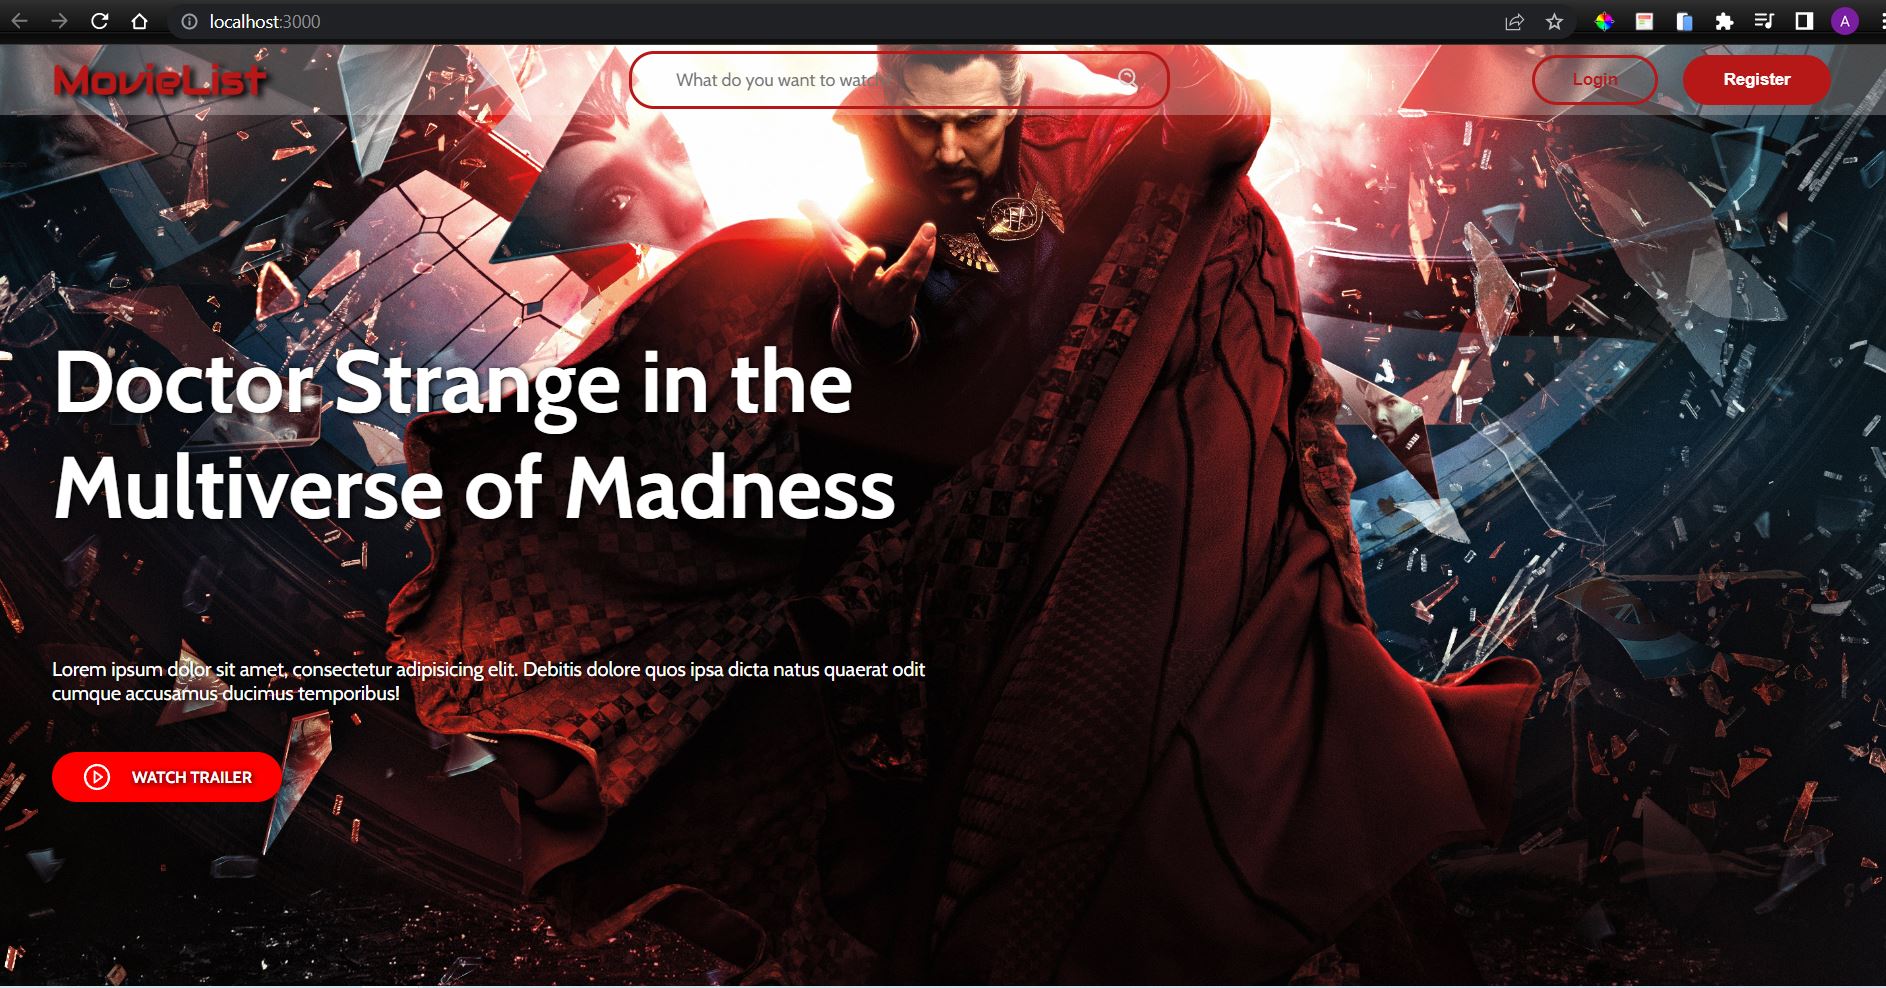 localhost:3000
A
MovieList
What do you want to watch
Login
Register
Doctor Strange in the
Multiverse of Madness
Lorem ipsum dolor sit amet, consectetur adipisicing elit. Debitis dolore quos ipsa dicta natus quaerat odit
cumque accusamus ducimus temporibus!
WATCH TRAILER